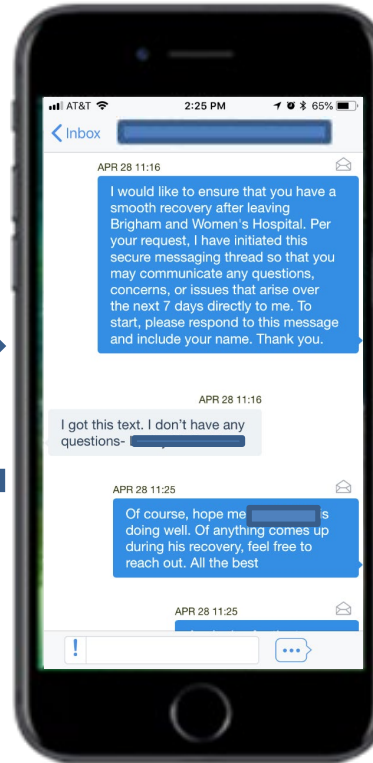 AT&T 2:25 PM 65%
Inbox
APR 28 11:16
I would like to ensure that you have a
smooth recovery after leaving
Brigham and Women's Hospital. Per
your request, I have initiated this
secure messaging thread so that you
may communicate any questions,
concerns, or issues that arise over
the next 7 days directly to me. To
start, please respond to this message
and include your name. Thank you.
APR 28 11:16
I got this text. I don't have any
questions-
APR 28 11:25
Of course, hope me s
doing well. Of anything comes up
during his recovery, feel free to
reach out. All the best
APR 28 11:25
!